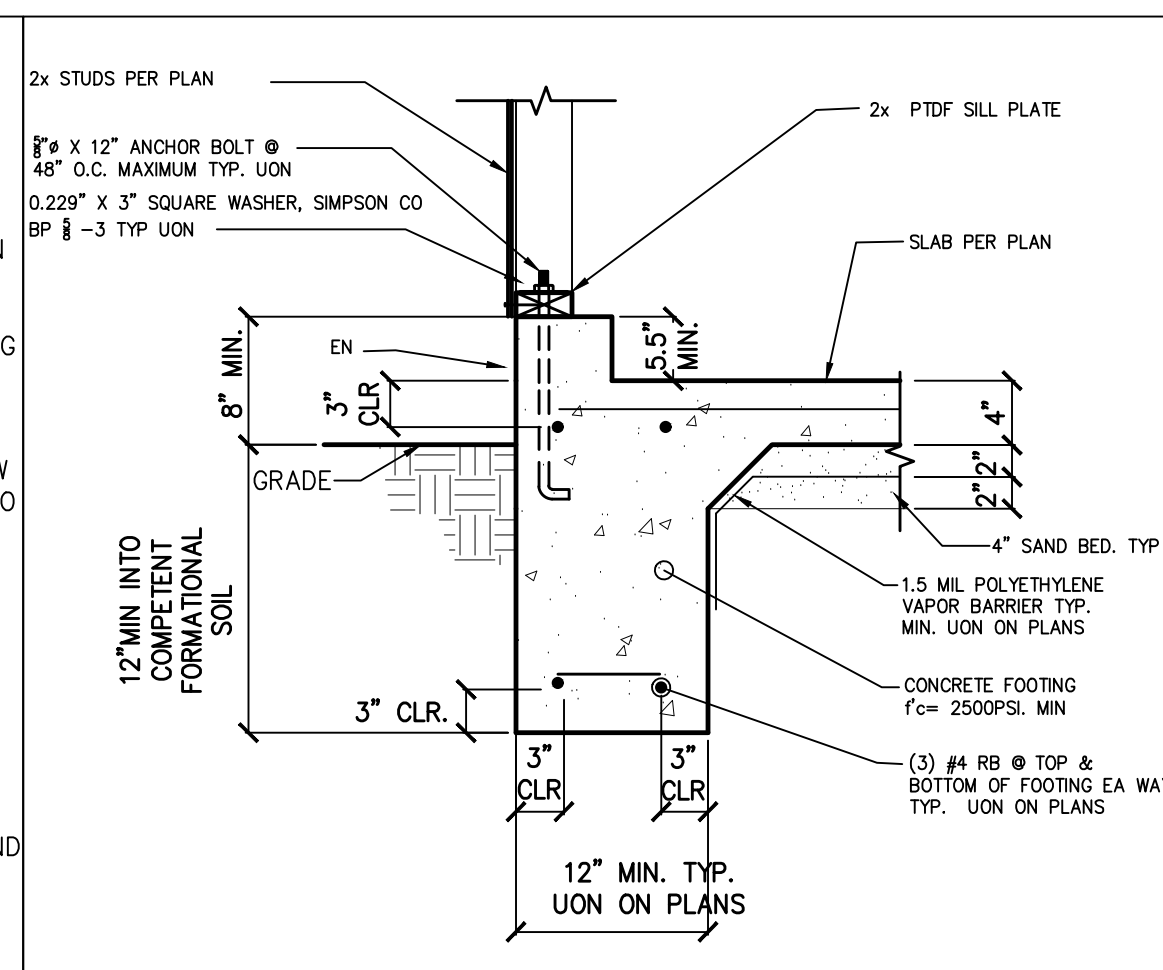 2x STUDS PER PLAN
⅝"ø X 12" ANCHOR BOLT @
48" O.C. MAXIMUM TYP. UON
0.229" X 3" SQUARE WASHER, SIMPSON CO
BP ⅝ -3 TYP UON
2x PTDF SILL PLATE
SLAB PER PLAN
N
G
W
O
ND
EN
8" MIN.
3"
CLR
5.5"
MIN.
GRADE
4"
2"
2"
4" SAND BED. TYP
1.5 MIL POLYETHYLENE
VAPOR BARRIER TYP.
MIN. UON ON PLANS
12"MIN INTO
COMPETENT
FORMATIONAL
SOIL
CONCRETE FOOTING
f'c= 2500PSI. MIN
3" CLR.
3"
CLR
3"
CLR
(3) #4 RB @ TOP &
BOTTOM OF FOOTING EA WA
TYP. UON ON PLANS
12" MIN. TYP.
UON ON PLANS